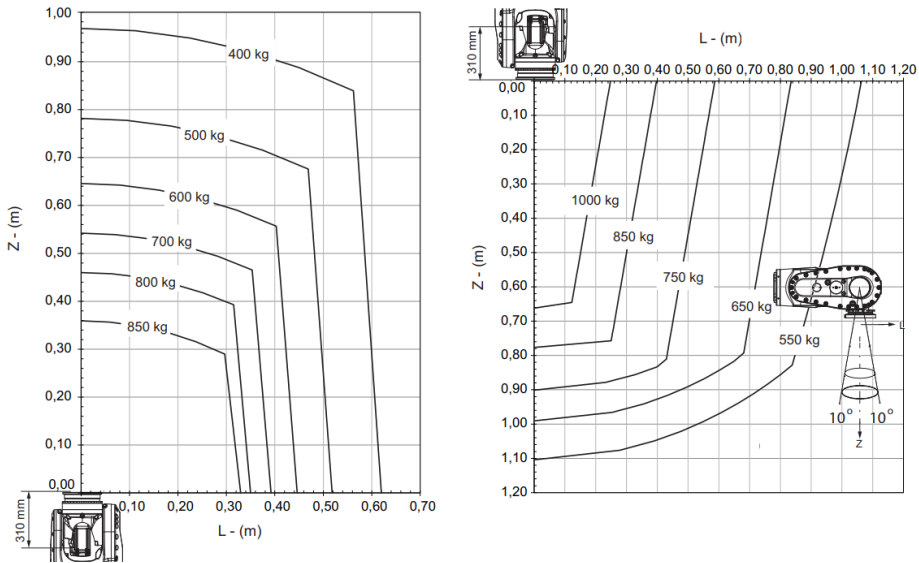 1,00
0,90
0,80
0,70
0,60
0,50
0,40
0,30
0,20
0,10
0,00
Z - (m)
400 kg
500 kg
600 kg
700 kg
800 kg
850 kg
0,10 0,20 0,30 0,40 0,50 0,60 0,70
L - (m)
310 mm
310 mm
L - (m)
0,10 0,20 0,30 0,40 0,50 0,60 0,70 0,80 0,90 1,00 1,10 1,20
0,00
0,10
0,20
0,30
0,40
0,50
0,60
0,70
0,80
0,90
1,00
1,10
1,20
Z - (m)
1000 kg
850 kg
750 kg
650 kg
550 kg
L
10° 10°
Z